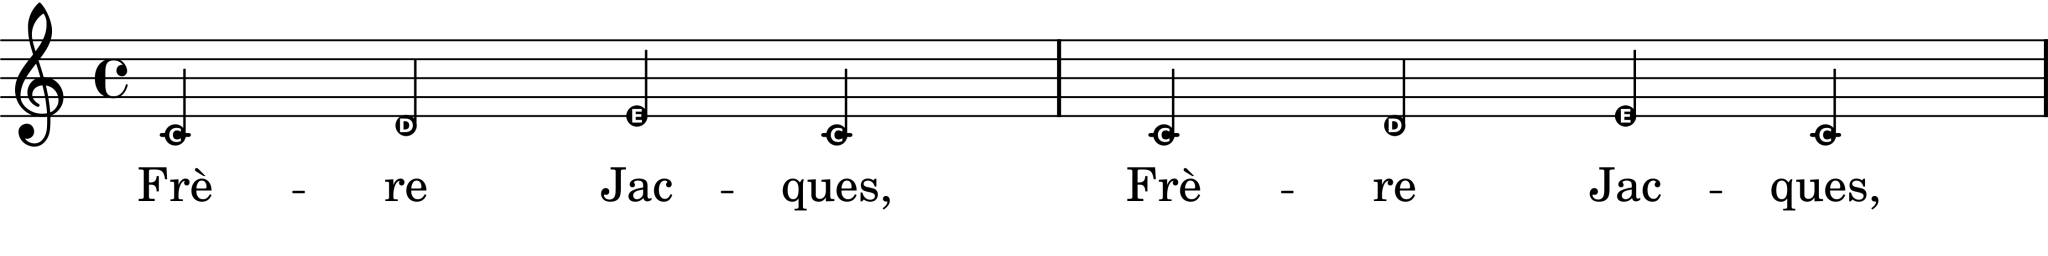 C D E C C D E C
Frè - re Jac - ques, Frè - re Jac - ques,